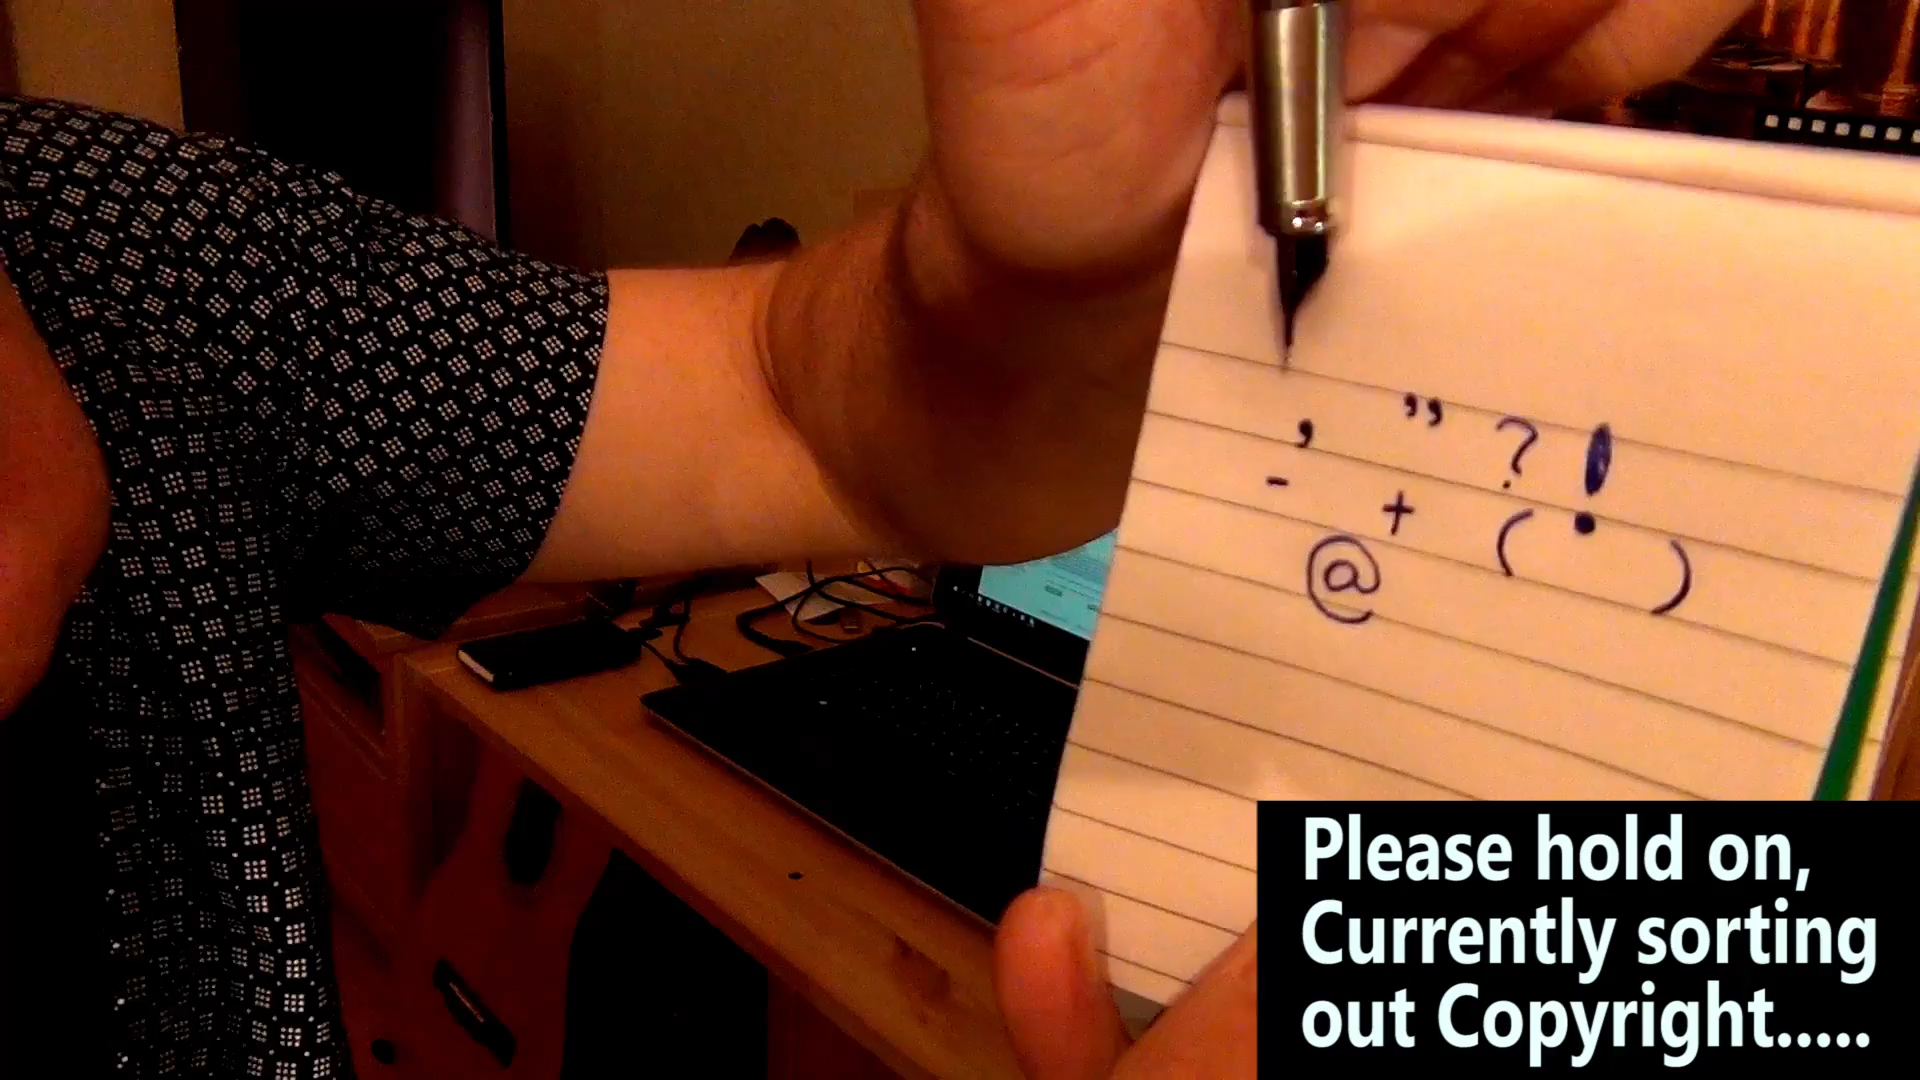 , ” ? !
- + ( )
@
Please hold on,
Currently sorting
out Copyright.....